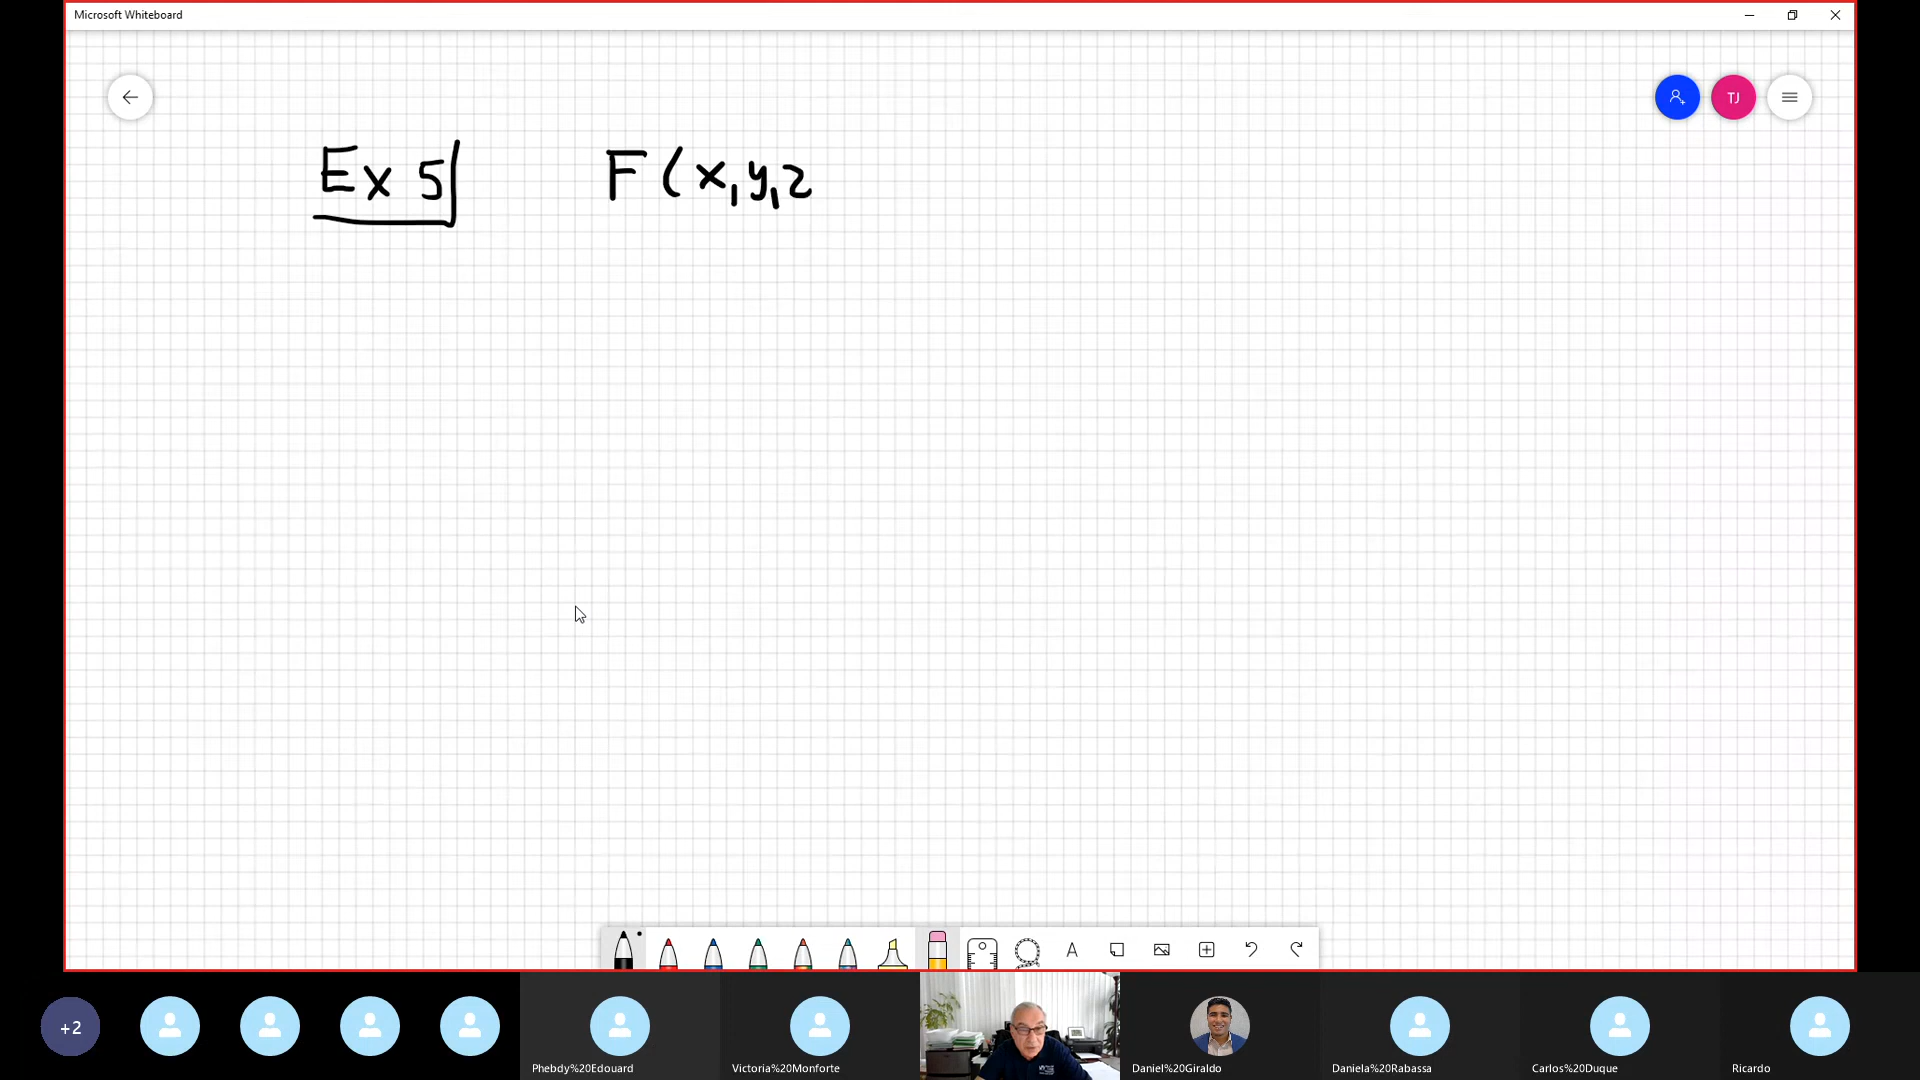 Microsoft Whiteboard
TJ
Ex 5 F(x,y,z
A
+2
Phebdy%20Edouard
Victoria%20Monforte
Daniel%20Giraldo
Daniela%20Rabassa
Carlos%20Duque
Ricardo